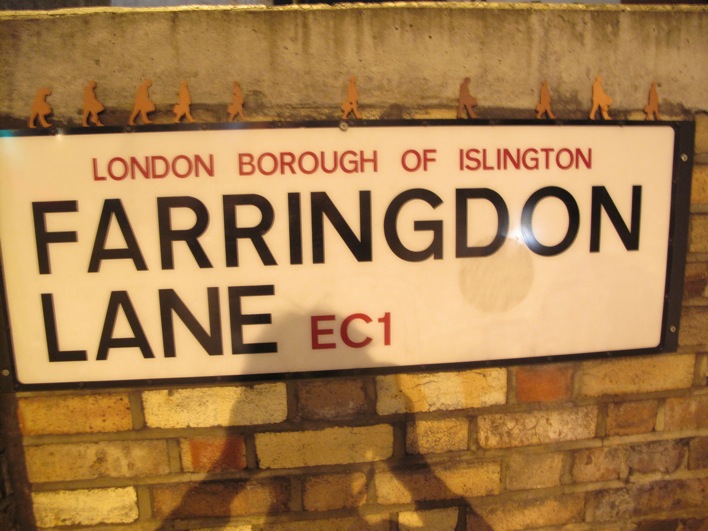 LONDON BOROUGH OF ISLINGTON
FARRINGDON
LANE EC1